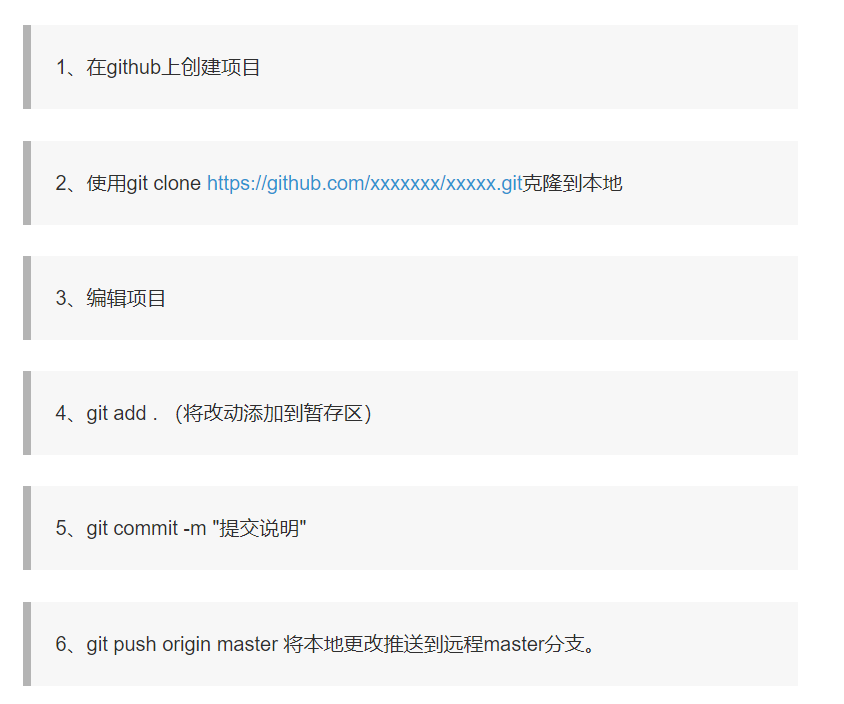 1、在github上创建项目
2、使用git clone https://github.com/xxxxxxx/xxxxx.git克隆到本地
3、编辑项目
4、git add . （将改动添加到暂存区）
5、git commit -m "提交说明"
6、git push origin master 将本地更改推送到远程master分支。